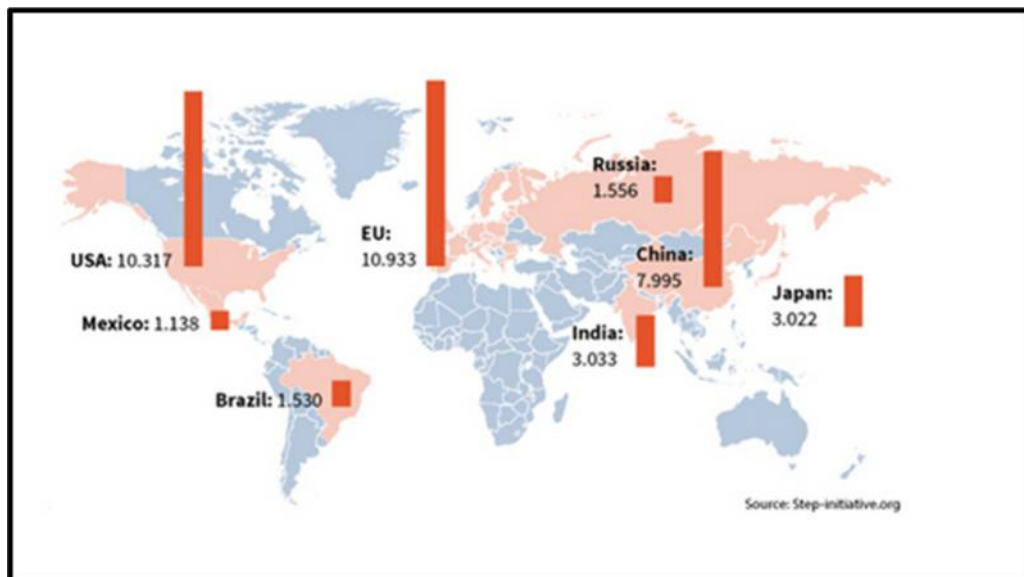 Russia:
1.556
EU:
10.933
USA: 10.317
China:
7.995
Japan:
3.022
Mexico: 1.138
India:
3.033
Brazil: 1.530
Source: Step-initiative.org